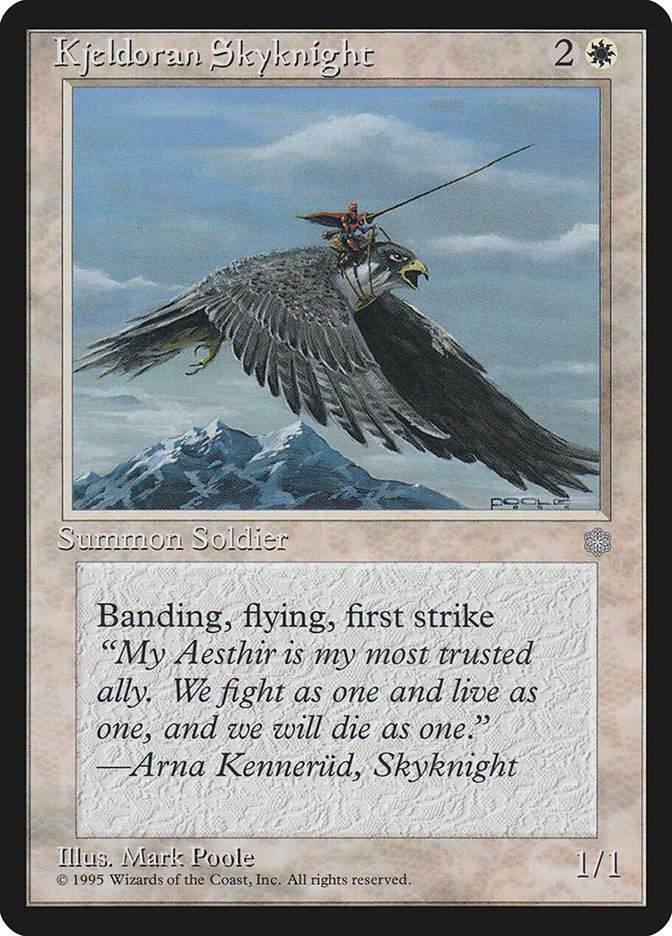 Kjeldoran Skyknight 2
POOLE
Summon Soldier
Banding, flying, first strike
“My Aesthir is my most trusted
ally. We fight as one and live as
one, and we will die as one.”
—Arna Kennerüd, Skyknight
Illus. Mark Poole
1/1
© 1995 Wizards of the Coast, Inc. All rights reserved.